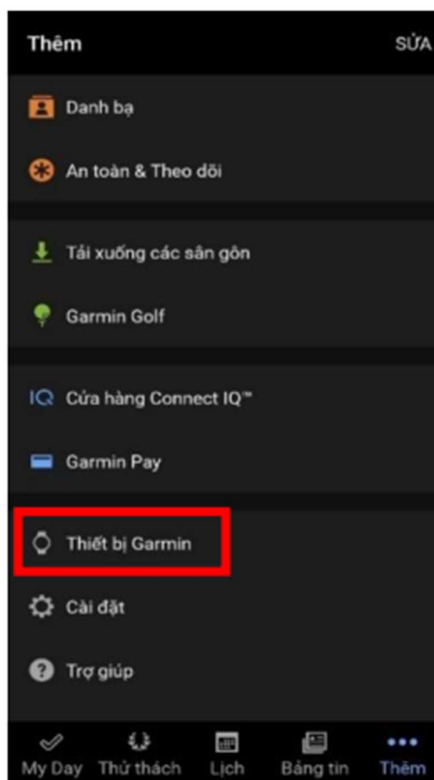 Thêm
SỬA
Danh bạ
An toàn & Theo dõi
Tải xuống các sân gôn
Garmin Golf
IQ Cửa hàng Connect IQ™
Garmin Pay
Thiết bị Garmin
Cài đặt
? Trợ giúp
My Day Thử thách Lịch Bảng tin Thêm